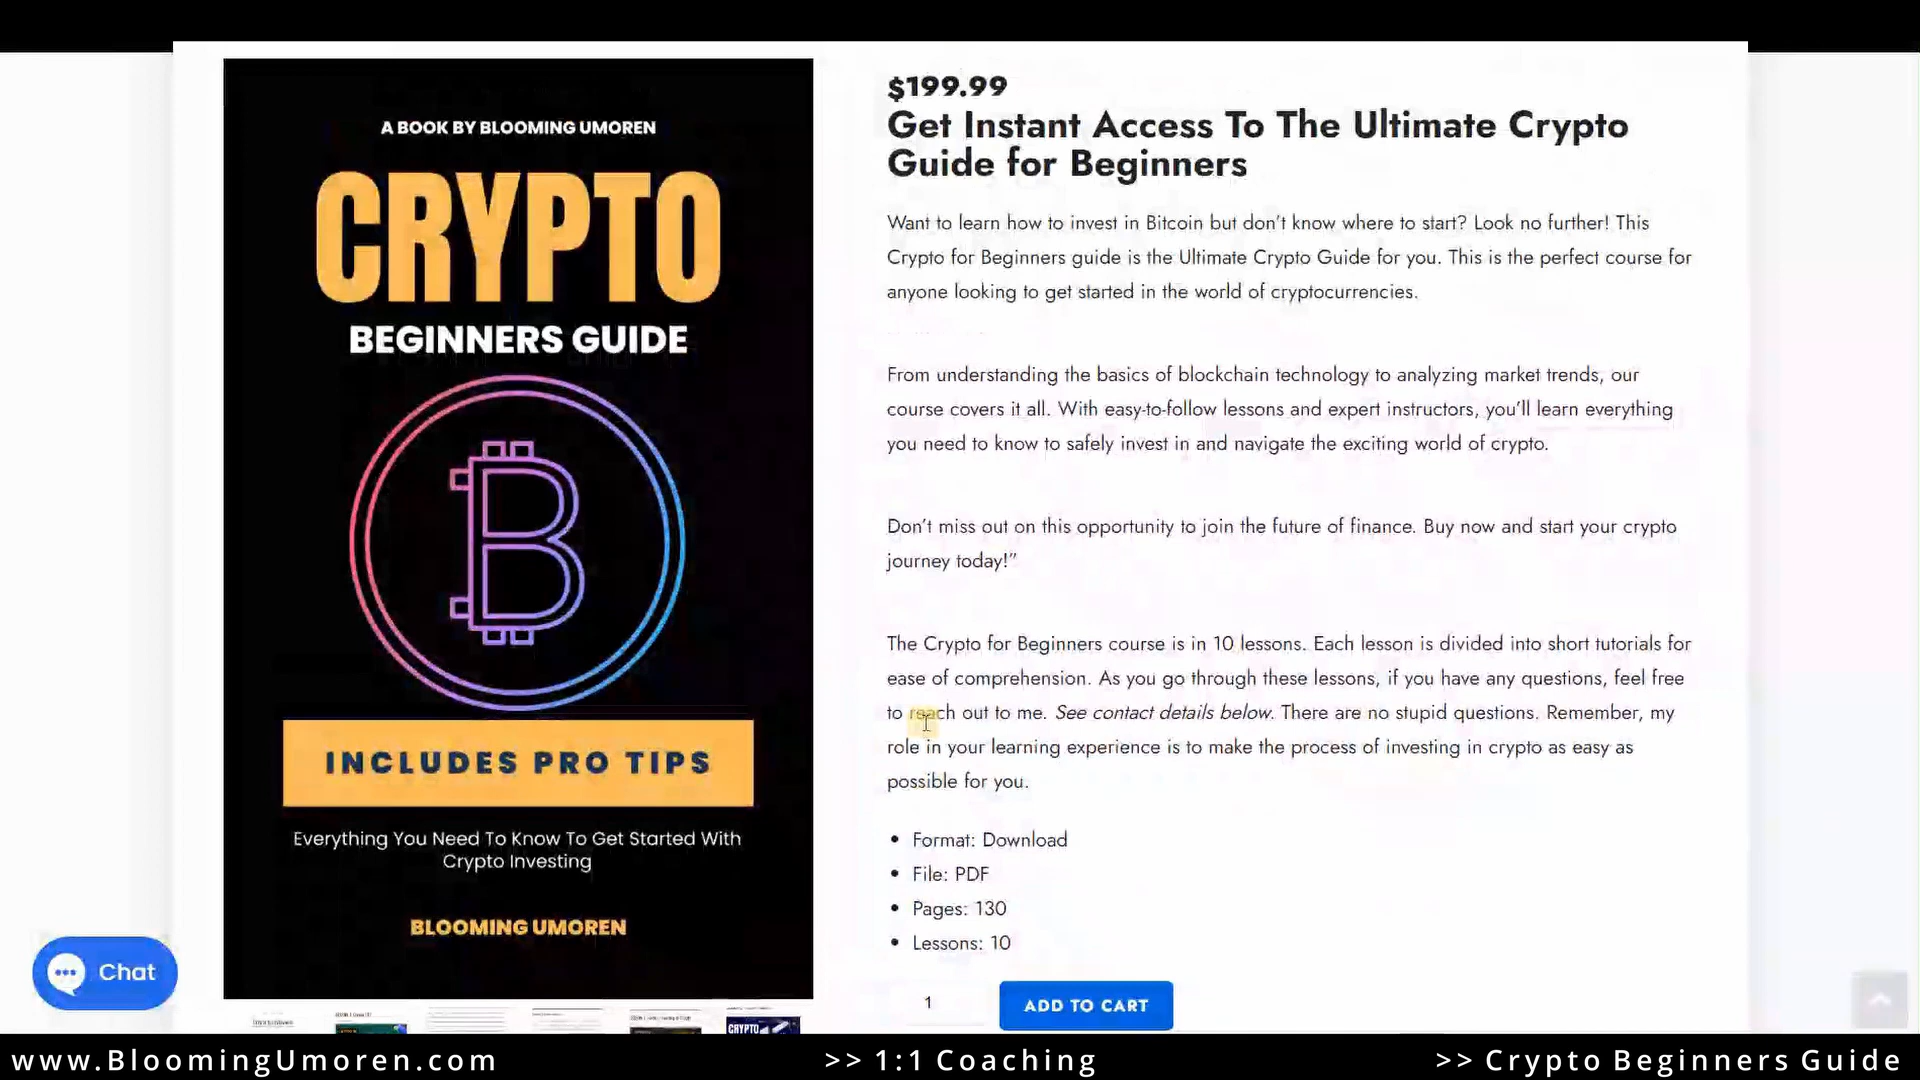 A BOOK BY BLOOMING UMOREN
CRYPTO
BEGINNERS GUIDE
INCLUDES PRO TIPS
Everything You Need To Know To Get Started With
Crypto Investing
BLOOMING UMOREN
$199.99
Get Instant Access To The Ultimate Crypto
Guide for Beginners
Want to learn how to invest in Bitcoin but don’t know where to start? Look no further! This
Crypto for Beginners guide is the Ultimate Crypto Guide for you. This is the perfect course for
anyone looking to get started in the world of cryptocurrencies.
From understanding the basics of blockchain technology to analyzing market trends, our
course covers it all. With easy-to-follow lessons and expert instructors, you’ll learn everything
you need to know to safely invest in and navigate the exciting world of crypto.
Don’t miss out on this opportunity to join the future of finance. Buy now and start your crypto
journey today!”
The Crypto for Beginners course is in 10 lessons. Each lesson is divided into short tutorials for
ease of comprehension. As you go through these lessons, if you have any questions, feel free
to reach out to me. See contact details below. There are no stupid questions. Remember, my
role in your learning experience is to make the process of investing in crypto as easy as
possible for you.
• Format: Download
• File: PDF
• Pages: 130
• Lessons: 10
1
ADD TO CART
Chat
CRYPTO
www.BloomingUmoren.com
>> 1:1 Coaching
>> Crypto Beginners Guide